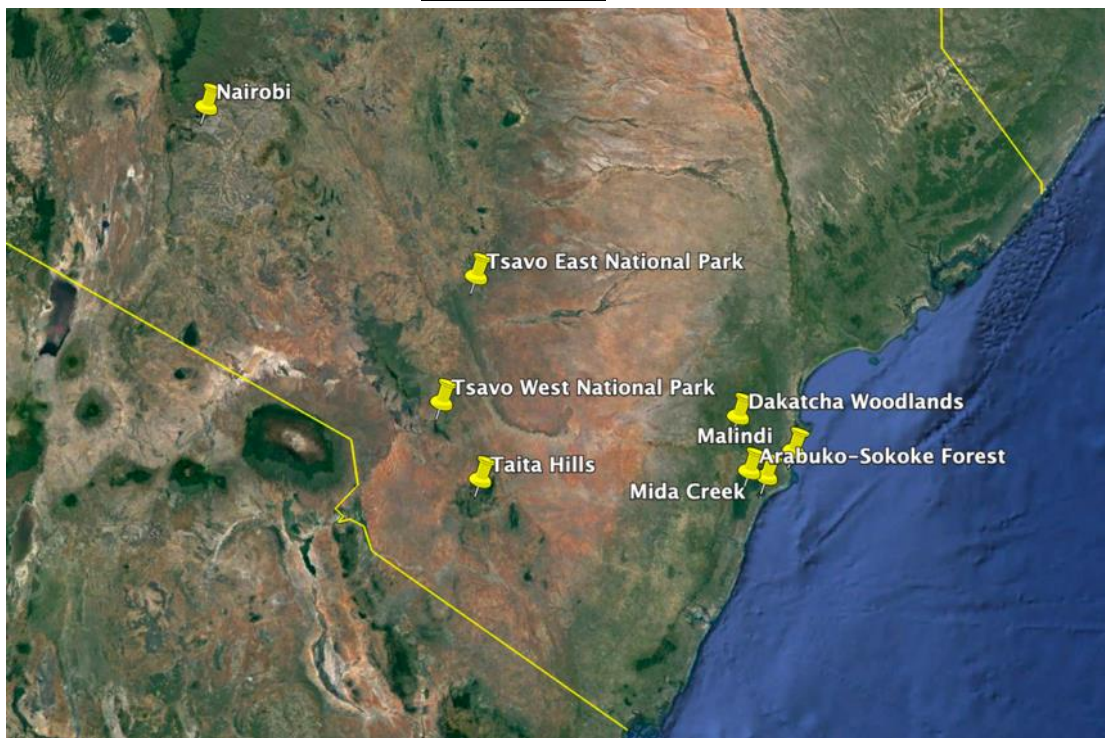 Nairobi
Tsavo East National Park
Tsavo West National Park
Dakatcha Woodlands
Malindi
Arabuko-Sokoke Forest
Taita Hills
Mida Creek